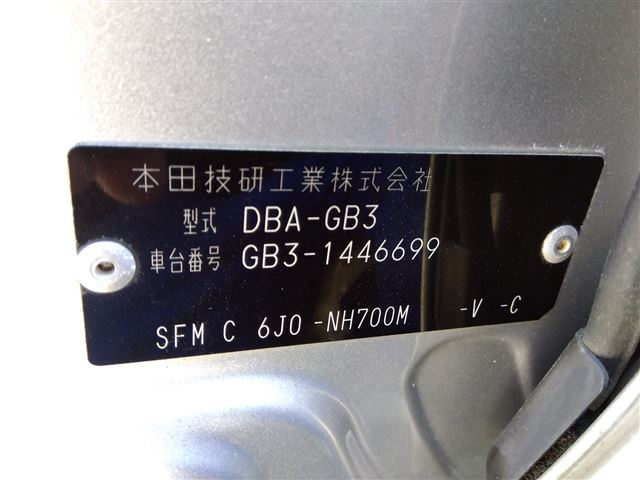 本田技研工業株式会社
型式 DBA-GB3
車台番号 GB3-1446699
SFM C 6J0 -NH700M -V -C